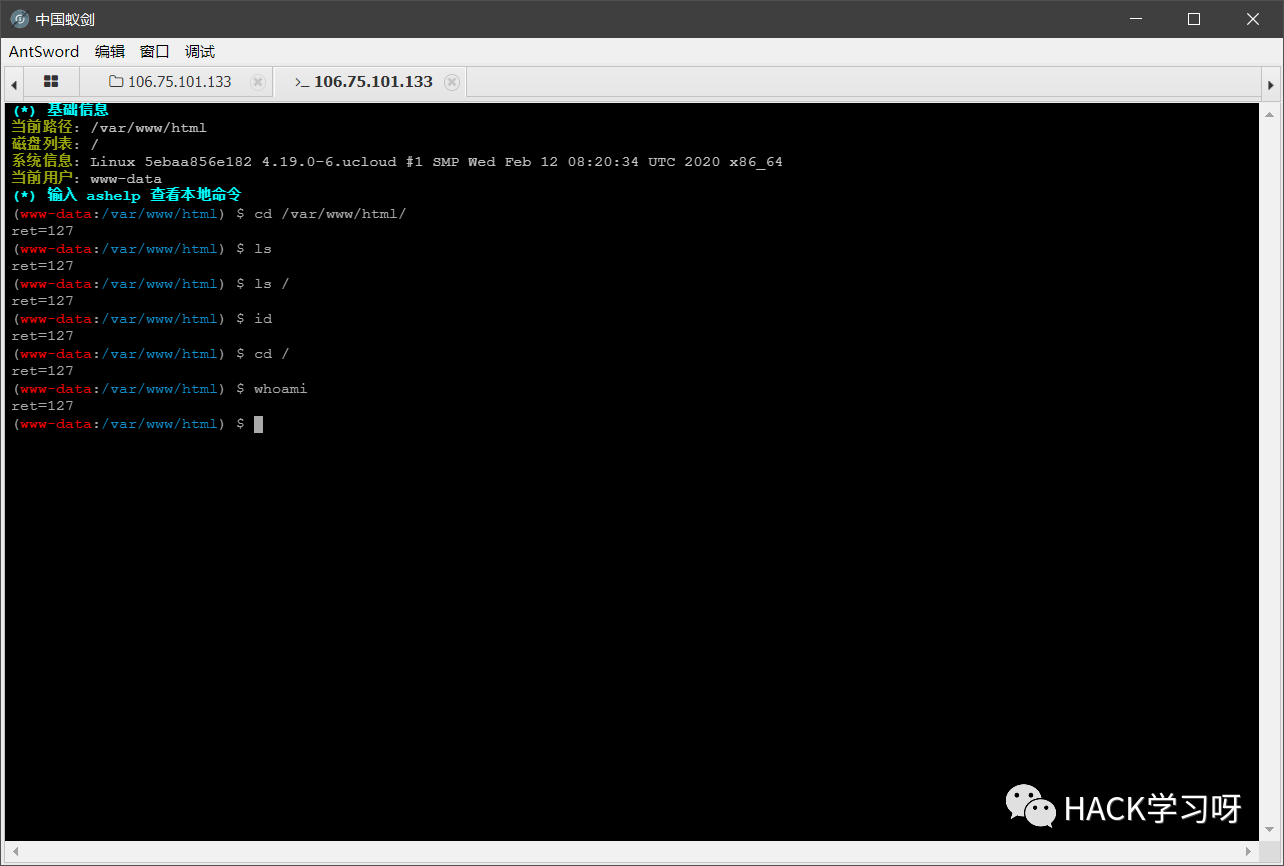 中国蚁剑
AntSword 编辑 窗口 调试
106.75.101.133 >_ 106.75.101.133
(*) 基础信息
当前路径: /var/www/html
磁盘列表: /
系统信息: Linux 5ebaa856e182 4.19.0-6.ucloud #1 SMP Wed Feb 12 08:20:34 UTC 2020 x86_64
当前用户: www-data
(*) 输入 ashelp 查看本地命令
(www-data:/var/www/html) $ cd /var/www/html/
ret=127
(www-data:/var/www/html) $ ls
ret=127
(www-data:/var/www/html) $ ls /
ret=127
(www-data:/var/www/html) $ id
ret=127
(www-data:/var/www/html) $ cd /
ret=127
(www-data:/var/www/html) $ whoami
ret=127
(www-data:/var/www/html) $
HACK学习呀